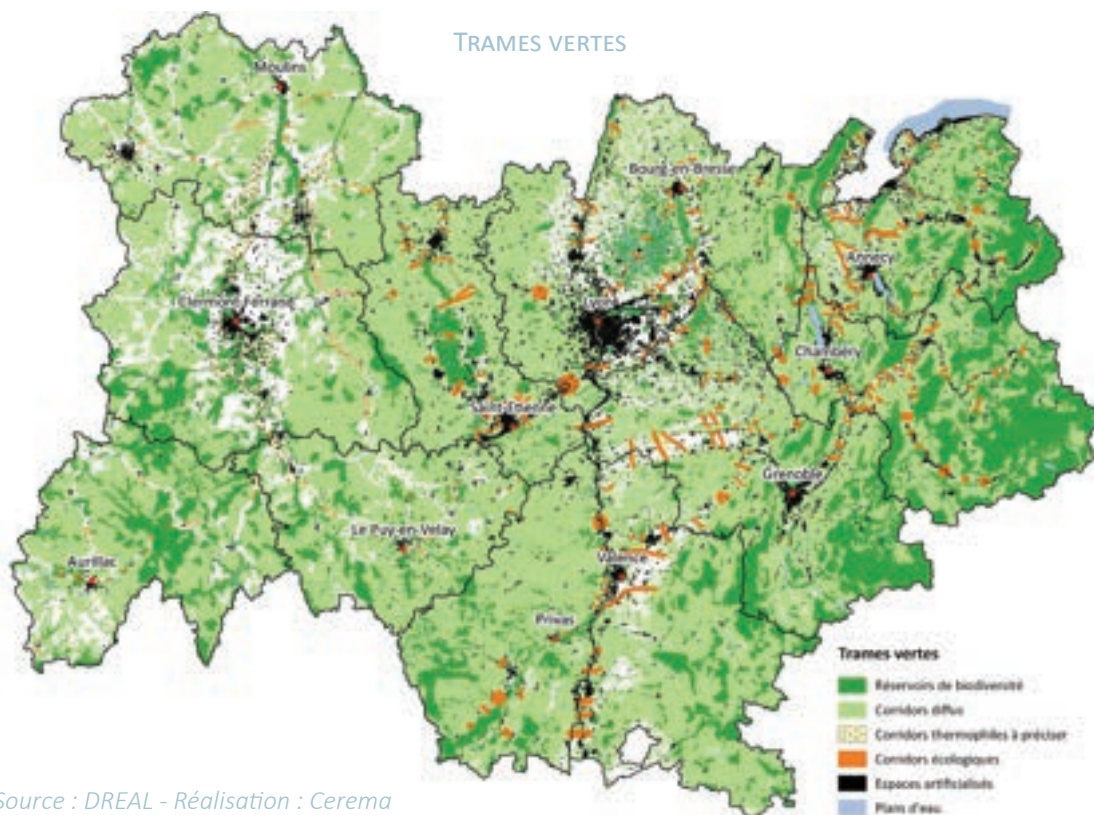 TRAMES VERTES
Moulins
Bourg-en-Bresse
Annecy
Clermont-Ferrand
Lyon
Chambéry
Saint-Etienne
Grenoble
Le Puy-en-Velay
Aurillac
Valence
Privas
Trames vertes
Réservoirs de biodiversité
Corridors diffus
Corridors thermophiles à préciser
Corridors écologiques
Espaces artificialisés
Plans d'eau
Source : DREAL - Réalisation : Cerema